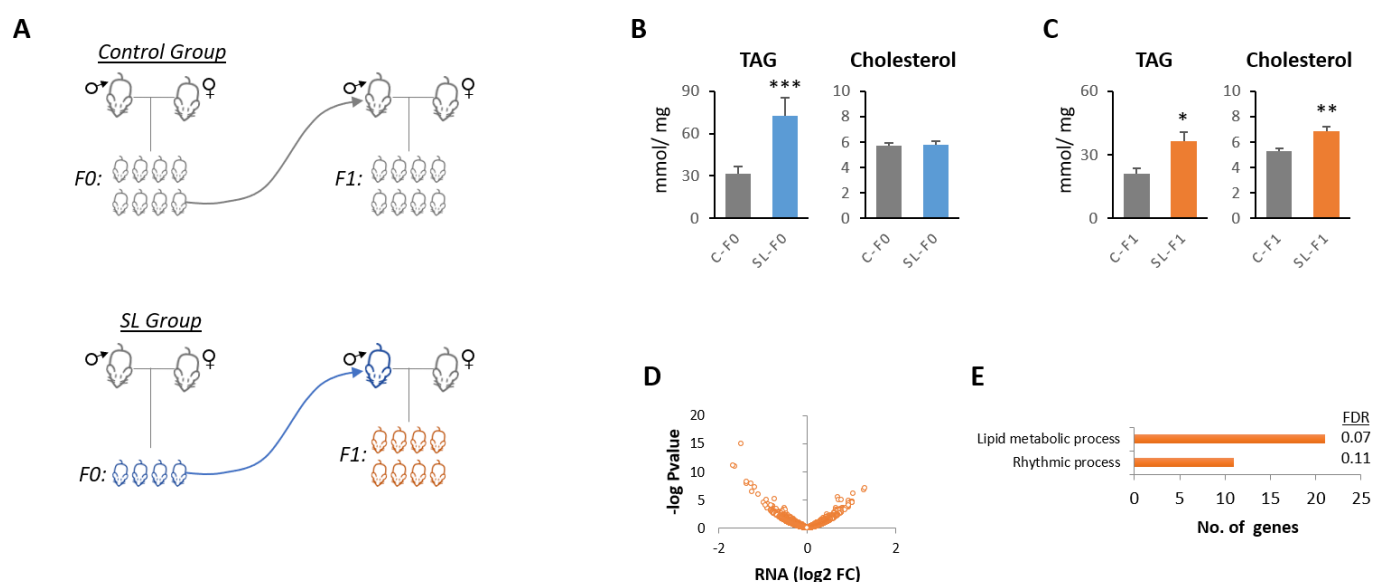 A
Control Group
♂
♀
♂
♀
F0:
F1:
SL Group
♂
♀
♂
♀
F0:
F1:
B
TAG
Cholesterol
mmol/ mg
90
60
30
0
***
C-F0
SL-F0
10
8
6
4
2
0
C-F0
SL-F0
C
TAG
Cholesterol
mmol/ mg
60
30
0
*
C-F1
SL-F1
10
8
6
4
2
0
**
C-F1
SL-F1
D
-log Pvalue
20
15
10
5
0
-2
0
2
RNA (log2 FC)
E
FDR
Lipid metabolic process
0.07
Rhythmic process
0.11
0
5
10
15
20
25
No. of genes